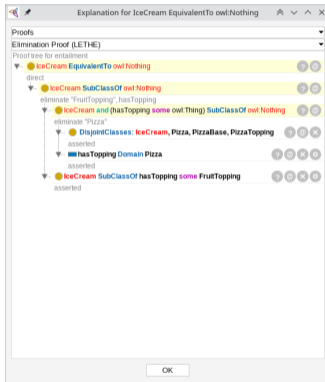 Explanation for IceCream EquivalentTo owl:Nothing
Proofs
Elimination Proof (LETHE)
Proof tree for entailment
IceCream EquivalentTo owl:Nothing
direct
IceCream SubClassOf owl:Nothing
eliminate "FruitTopping",hasTopping
IceCream and (hasTopping some owl:Thing) SubClassOf owl:Nothing
eliminate "Pizza"
DisjointClasses: IceCream, Pizza, PizzaBase, PizzaTopping
asserted
hasTopping Domain Pizza
asserted
IceCream SubClassOf hasTopping some FruitTopping
asserted
OK